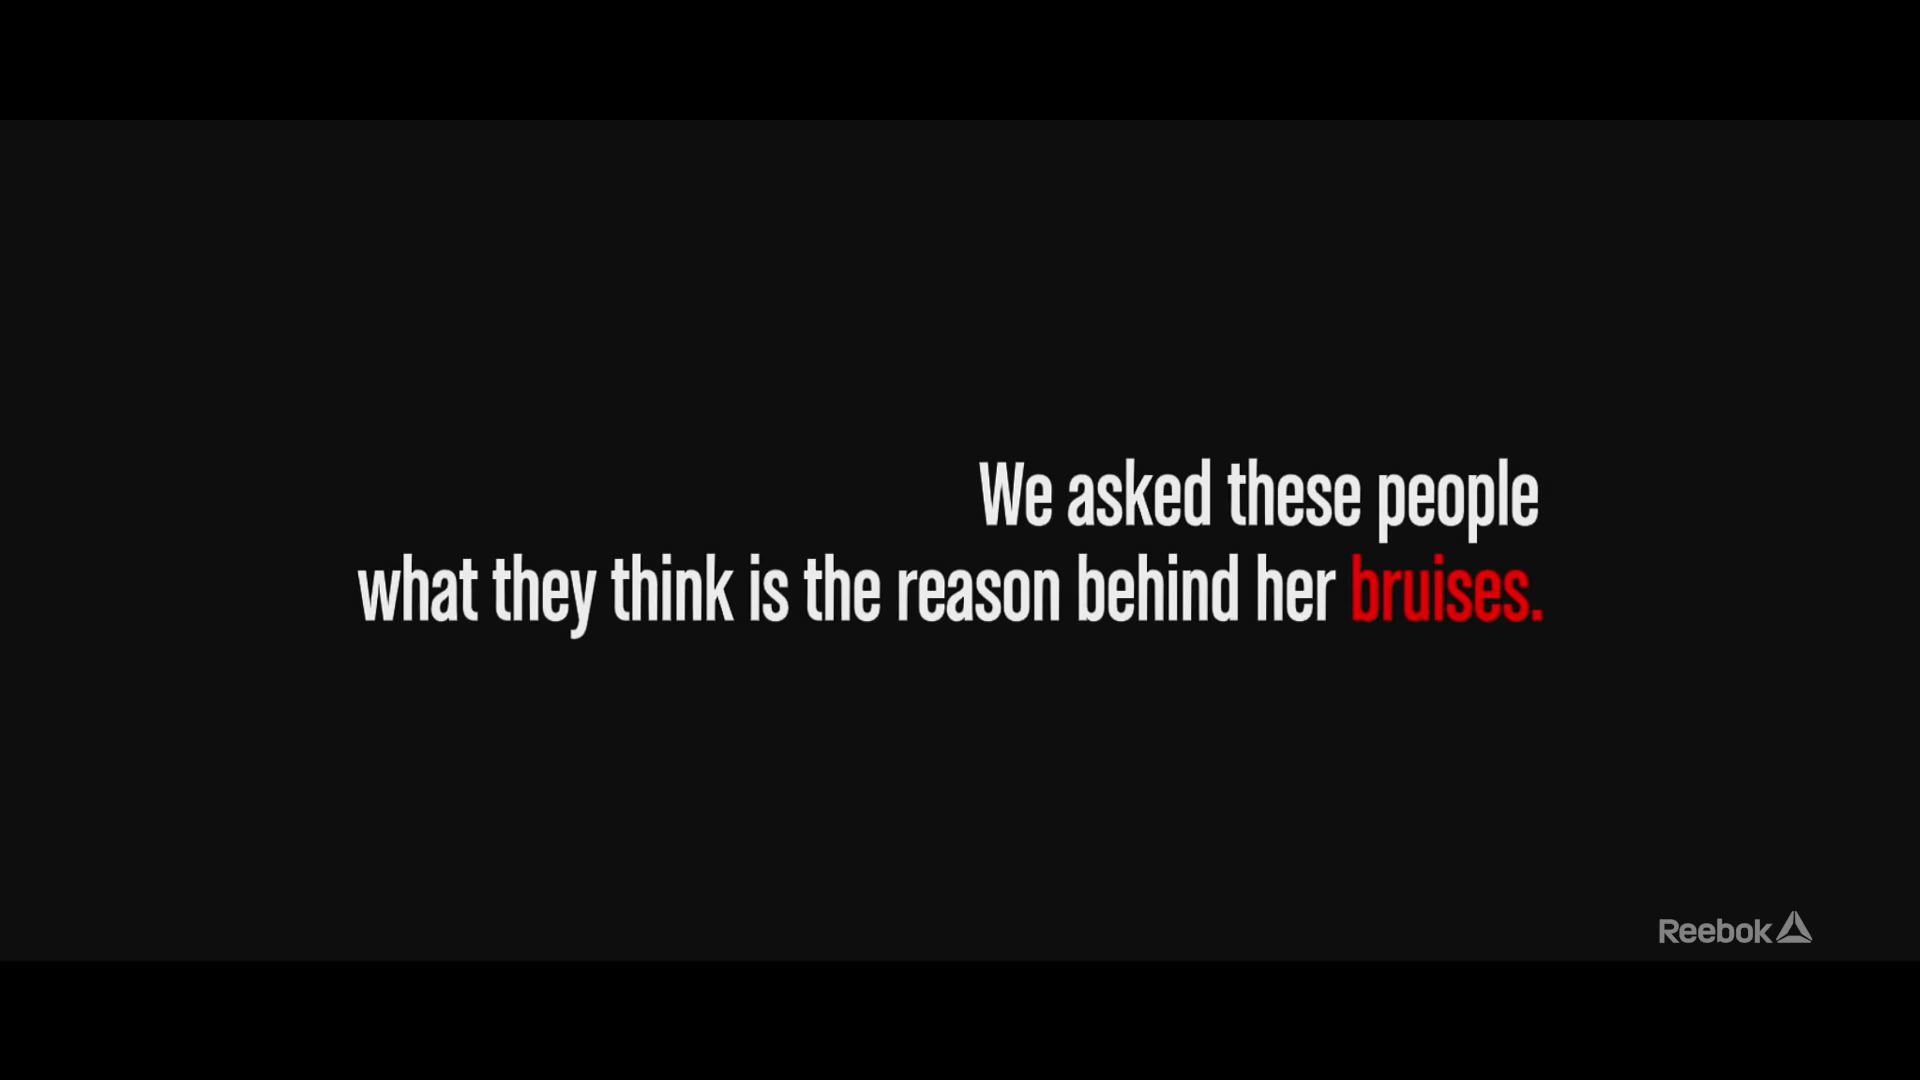 We asked these people
what they think is the reason behind her bruises.
Reebok